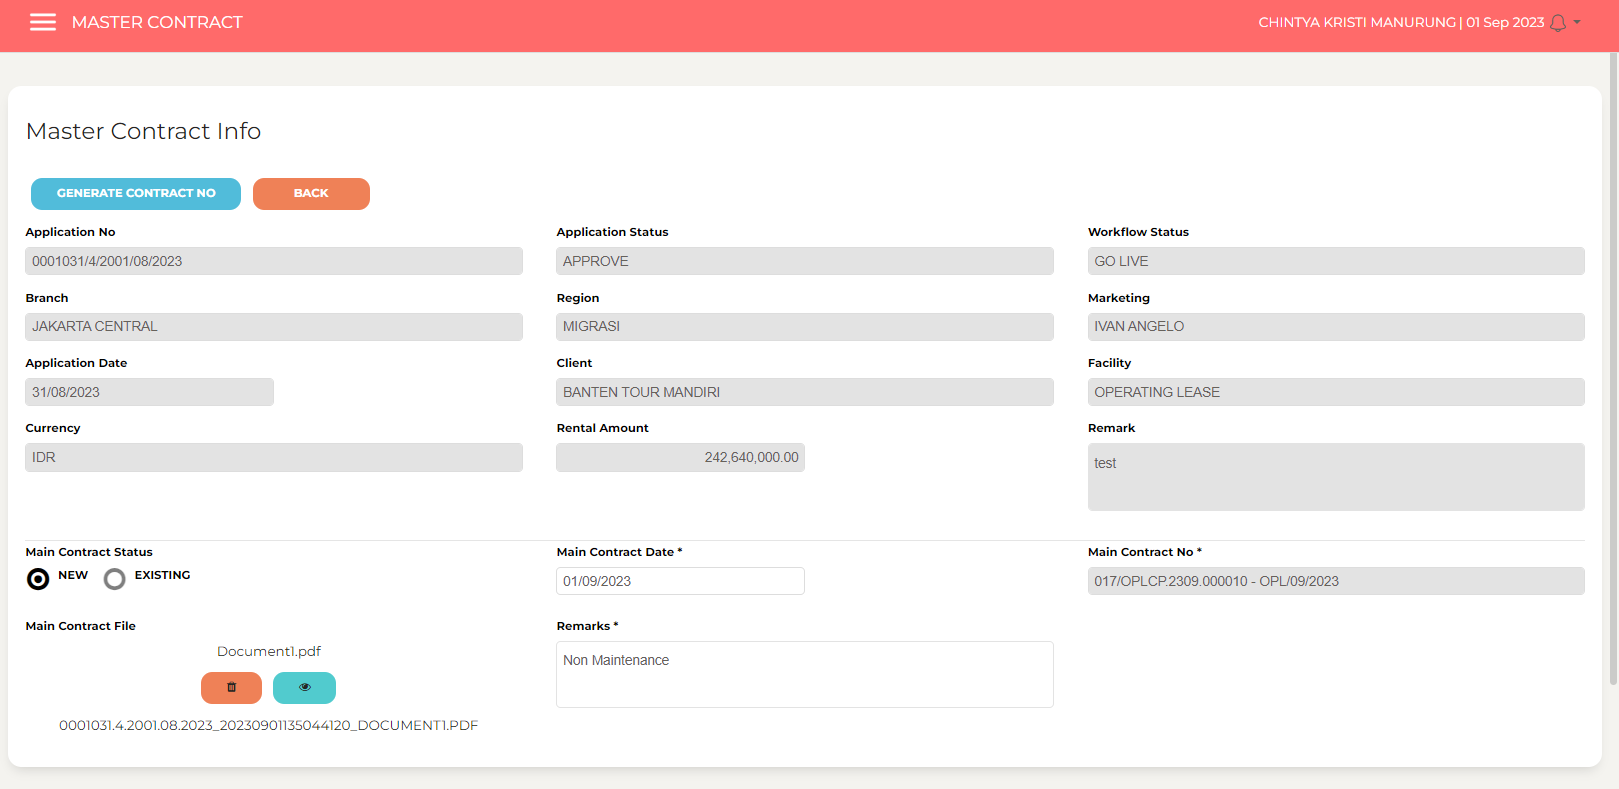 MASTER CONTRACT
CHINTYA KRISTI MANURUNG | 01 Sep 2023
Master Contract Info
GENERATE CONTRACT NO
BACK
Application No
Application Status
Workflow Status
0001031/4/2001/08/2023
APPROVE
GO LIVE
Branch
Region
Marketing
JAKARTA CENTRAL
MIGRASI
IVAN ANGELO
Application Date
Client
Facility
31/08/2023
BANTEN TOUR MANDIRI
OPERATING LEASE
Currency
Rental Amount
Remark
IDR
242,640,000.00
test
Main Contract Status
Main Contract Date *
Main Contract No *
NEW
EXISTING
01/09/2023
017/OPLCP.2309.000010 - OPL/09/2023
Main Contract File
Remarks *
Document1.pdf
Non Maintenance
0001031.4.2001.08.2023_20230901135044120_DOCUMENT1.PDF